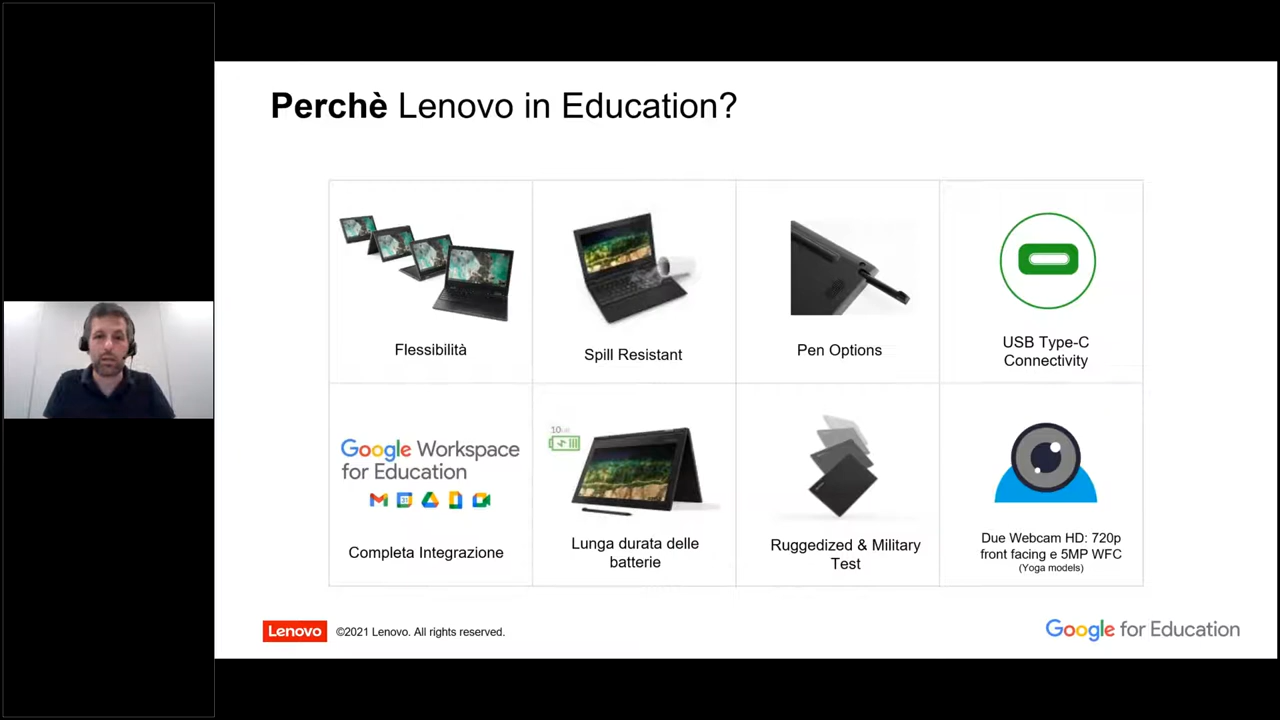 Perchè Lenovo in Education?
Flessibilità
Spill Resistant
Pen Options
USB Type-C
Connectivity
Google Workspace
for Education
Completa Integrazione
Lunga durata delle
batterie
Ruggedized & Military
Test
Due Webcam HD: 720p
front facing e 5MP WFC
(Yoga models)
Lenovo
©2021 Lenovo. All rights reserved.
Google for Education